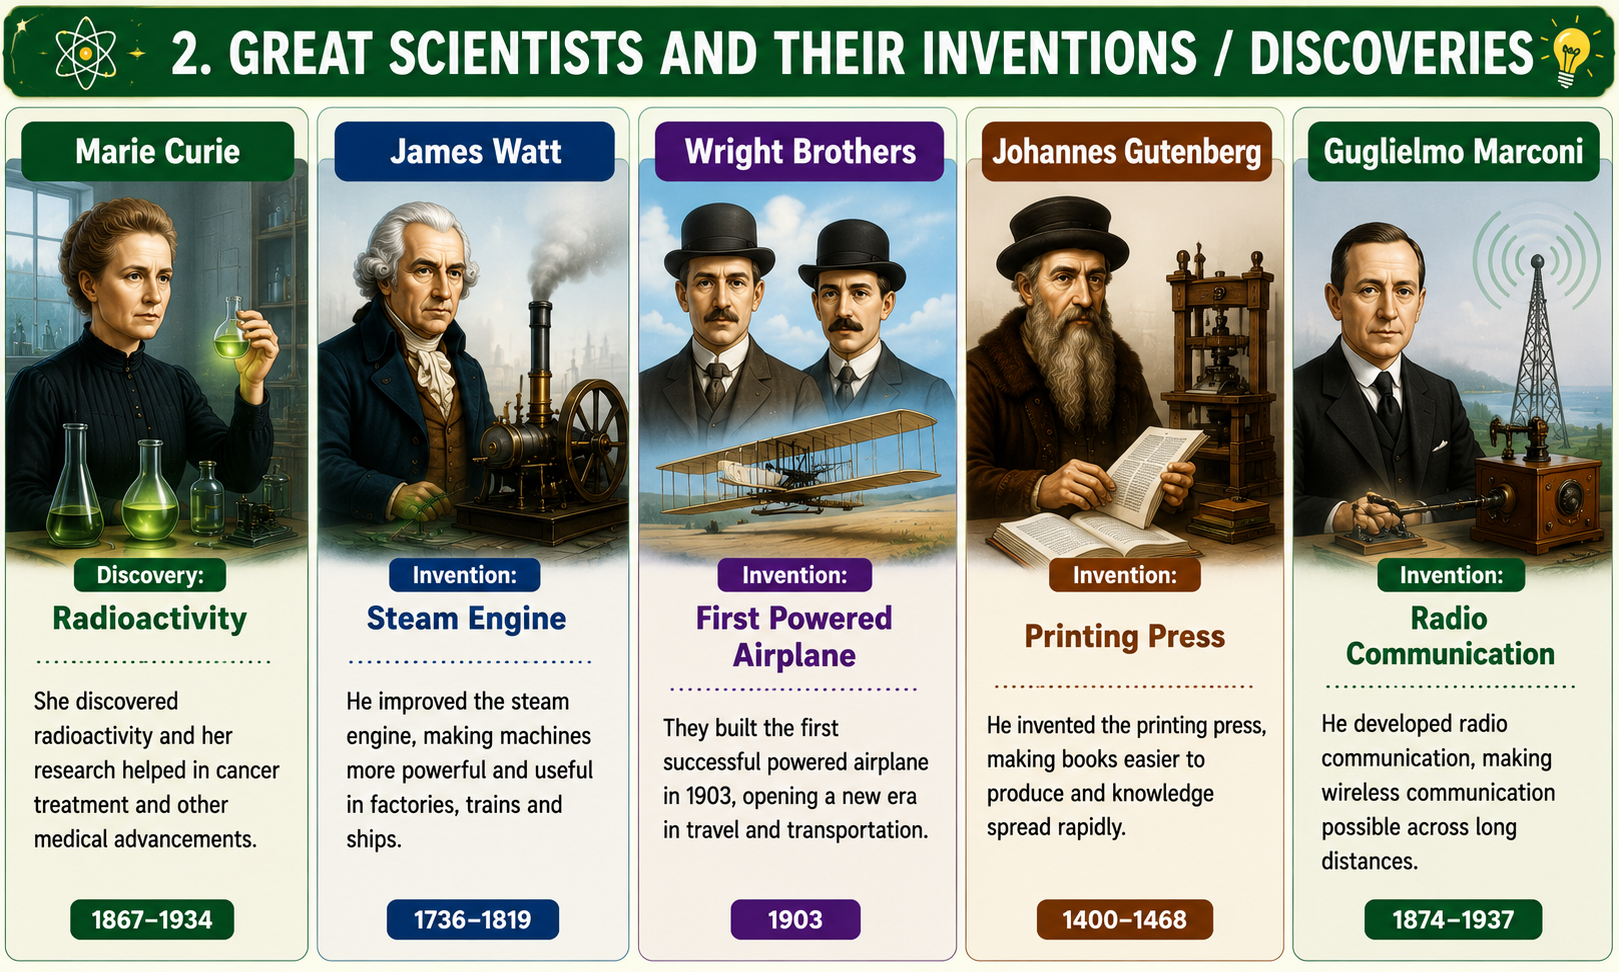 2. GREAT SCIENTISTS AND THEIR INVENTIONS / DISCOVERIES
Marie Curie
Discovery:
Radioactivity
She discovered
radioactivity and her
research helped in cancer
treatment and other
medical advancements.
1867–1934
James Watt
Invention:
Steam Engine
He improved the steam
engine, making machines
more powerful and useful
in factories, trains and
ships.
1736–1819
Wright Brothers
Invention:
First Powered
Airplane
They built the first
successful powered airplane
in 1903, opening a new era
in travel and transportation.
1903
Johannes Gutenberg
Invention:
Printing Press
He invented the printing press,
making books easier to
produce and knowledge
spread rapidly.
1400–1468
Guglielmo Marconi
Invention:
Radio
Communication
He developed radio
communication, making
wireless communication
possible across long
distances.
1874–1937